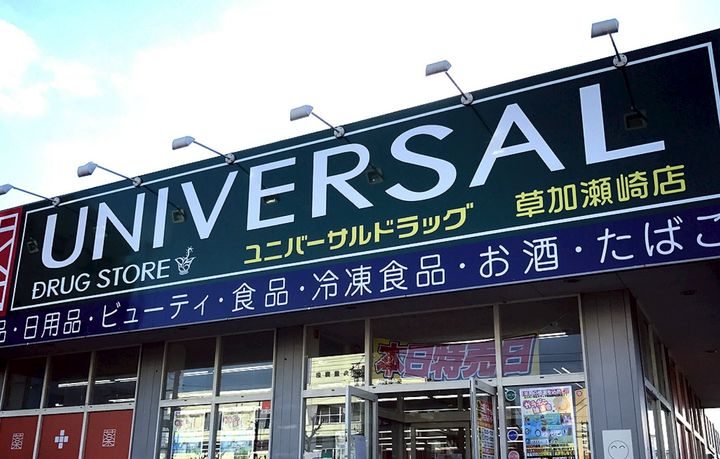 UNIVERSAL
DRUG STORE
ユニバーサルドラッグ
草加瀬崎店
品・日用品・ビューティ・食品・冷凍食品・お酒・たばこ
本日特売日
薬
薬